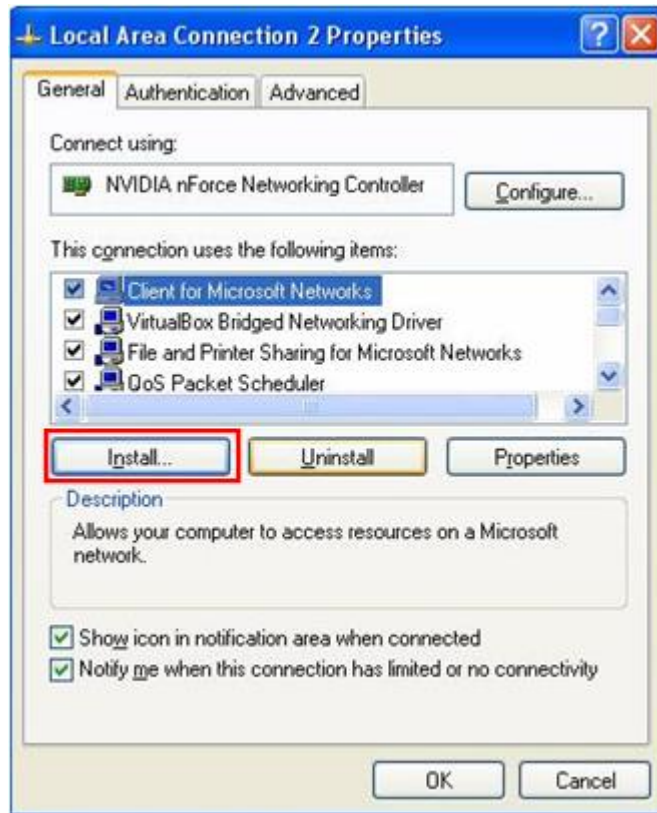 Local Area Connection 2 Properties
General Authentication Advanced
Connect using:
NVIDIA nForce Networking Controller
Configure...
This connection uses the following items:
Client for Microsoft Networks
VirtualBox Bridged Networking Driver
File and Printer Sharing for Microsoft Networks
QoS Packet Scheduler
Install... Uninstall Properties
Description
Allows your computer to access resources on a Microsoft
network.
Show icon in notification area when connected
Notify me when this connection has limited or no connectivity
OK Cancel